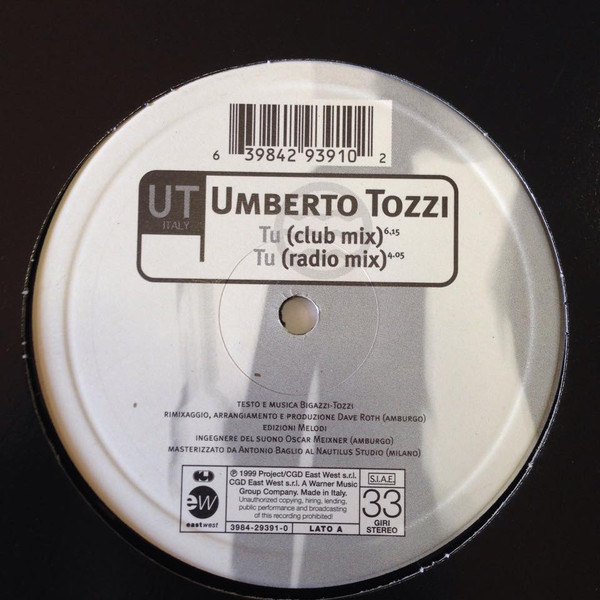 6 39842 93910 2
UT
ITALY
UMBERTO TOZZI
Tu (club mix) 6.15
Tu (radio mix) 4.05
TESTO E MUSICA BIGAZZI-TOZZI
RIMIXAGGIO, ARRANGIAMENTO E PRODUZIONE DAVE ROTH (AMBURGO)
EDIZIONI MELODI
INGEGNERE DEL SUONO OSCAR MEIXNER (AMBURGO)
MASTERIZZATO DA ANTONIO BAGLIO AL NAUTILUS STUDIO (MILANO)
ew
eastwest
℗ 1999 Project/CGD East West s.r.l.
CGD East West s.r.l. A Warner Music
Group Company. Made in Italy.
Unauthorized copying, hiring, lending,
public performance and broadcasting
of this recording prohibited!
3984-29391-0 LATO A
S.I.A.E.
33
GIRI
STEREO